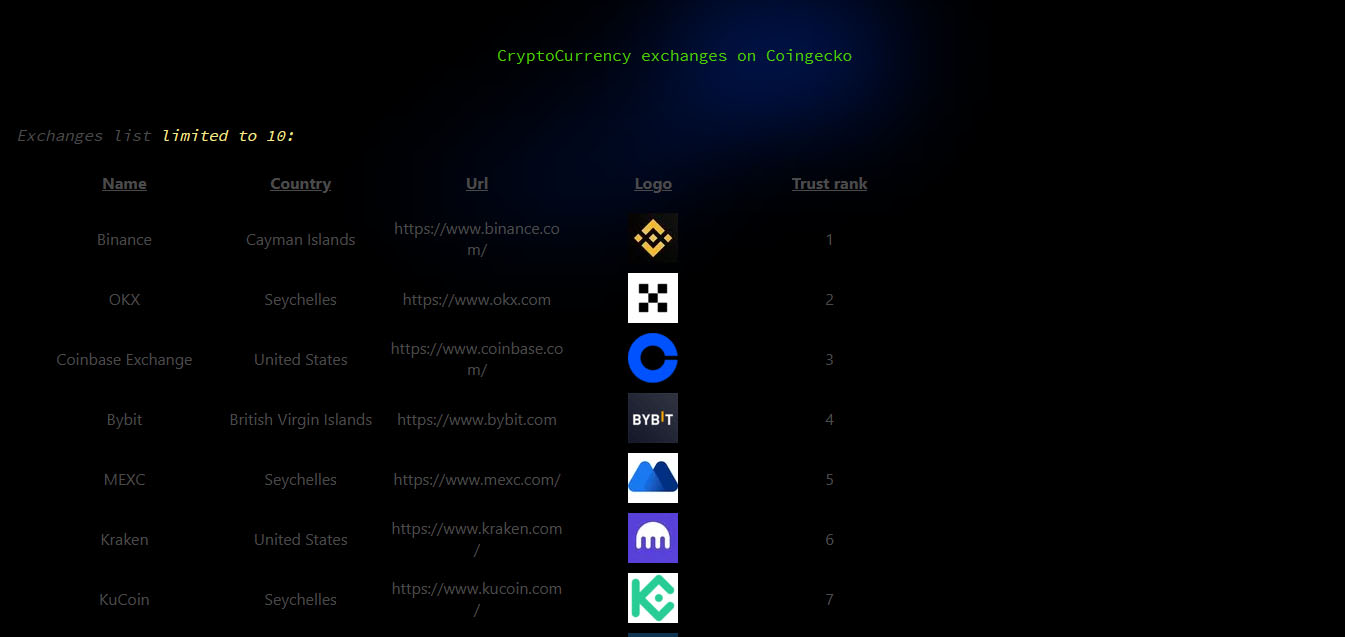 CryptoCurrency exchanges on Coingecko
Exchanges list limited to 10:
Name Country Url Logo Trust rank
Binance Cayman Islands https://www.binance.co
m/ 1
OKX Seychelles https://www.okx.com 2
Coinbase Exchange United States https://www.coinbase.co
m/ 3
Bybit British Virgin Islands https://www.bybit.com BYBIT 4
MEXC Seychelles https://www.mexc.com/ 5
Kraken United States https://www.kraken.com
/ 6
KuCoin Seychelles https://www.kucoin.com
/ 7